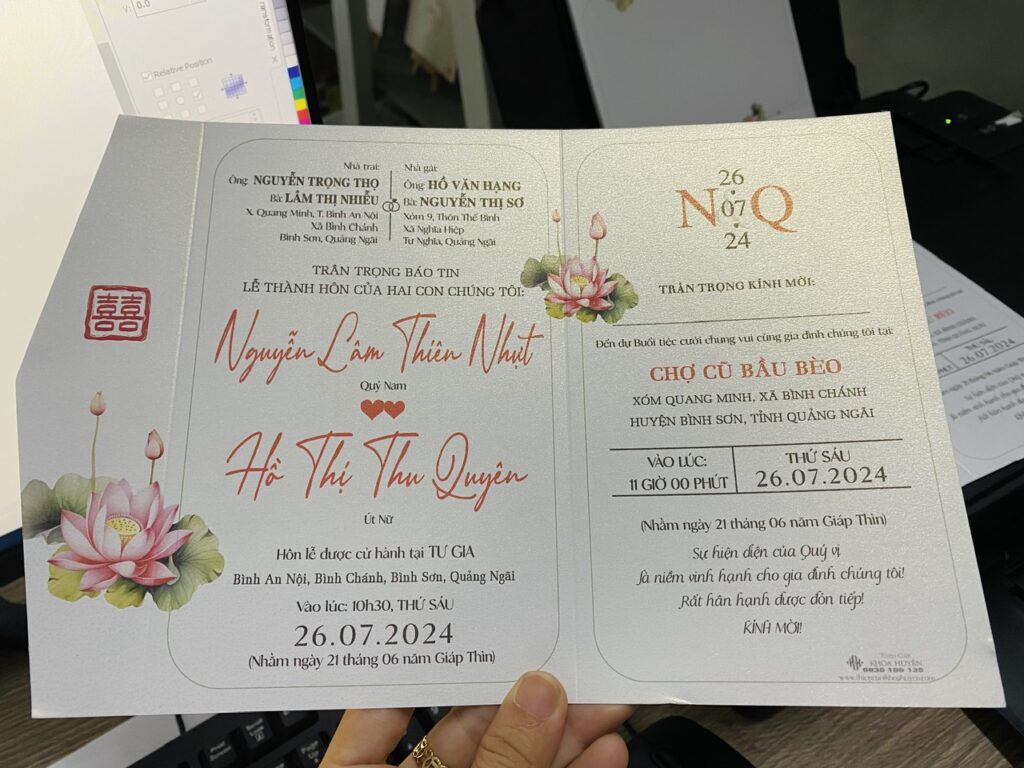 Relative Position
囍
Nhà trai:
Ông: NGUYỄN TRỌNG THỌ
Bà: LÂM THỊ NHIỄU
X. Quang Minh, T. Bình An Nội
Xã Bình Chánh
Bình Sơn, Quảng Ngãi
Nhà gái:
Ông: HỒ VĂN HẠNG
Bà: NGUYỄN THỊ SƠ
Xóm 9, Thôn Thế Bình
Xã Nghĩa Hiệp
Tư Nghĩa, Quảng Ngãi
TRÂN TRỌNG BÁO TIN
LỄ THÀNH HÔN CỦA HAI CON CHÚNG TÔI:
Nguyễn Lâm Thiên Nhựt
Quý Nam
Hồ Thị Thu Quyên
Út Nữ
Hôn lễ được cử hành tại TƯ GIA
Bình An Nội, Bình Chánh, Bình Sơn, Quảng Ngãi
Vào lúc: 10h30, THỨ SÁU
26.07.2024
(Nhằm ngày 21 tháng 06 năm Giáp Thìn)
26
N 07 Q
24
TRÂN TRỌNG KÍNH MỜI:
Đến dự Buổi tiệc cưới chung vui cùng gia đình chúng tôi tại:
CHỢ CŨ BẦU BÈO
XÓM QUANG MINH, XÃ BÌNH CHÁNH
HUYỆN BÌNH SƠN, TỈNH QUẢNG NGÃI
VÀO LÚC:
11 GIỜ 00 PHÚT
THỨ SÁU
26.07.2024
(Nhằm ngày 21 tháng 06 năm Giáp Thìn)
Sự hiện diện của Quý vị
là niềm vinh hạnh cho gia đình chúng tôi!
Rất hân hạnh được đón tiếp!
KÍNH MỜI!
KHOA HUYỀN